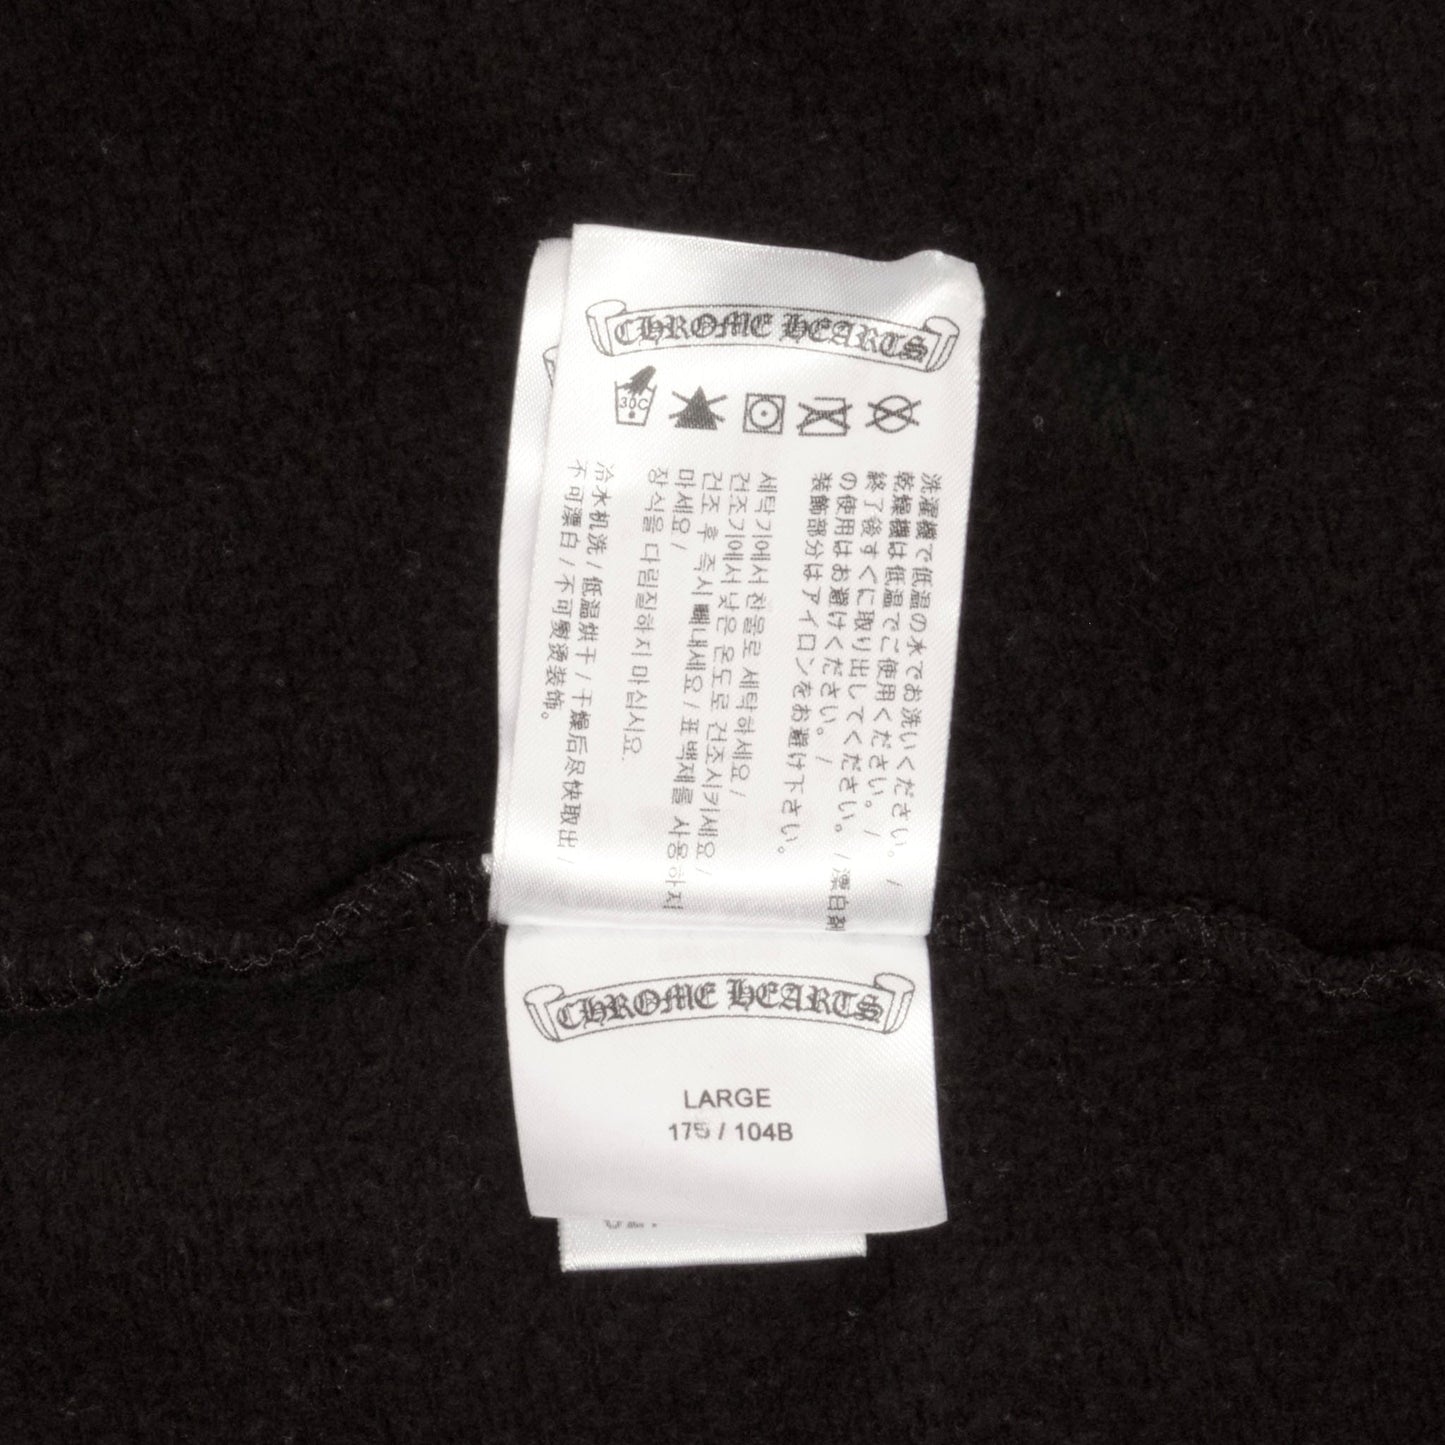 CHROME HEARTS
30C
洗濯機で低温の水でお洗いください。/
乾燥機は低温でご使用ください。/
終了後すぐに取り出してください。/漂白剤
の使用はお避けください。/
装飾部分はアイロンをお避け下さい。
세탁기에서 찬물로 세탁하세요/
건조기에서 낮은 온도로 건조시키세요/
건조 후 즉시 빼내세요/표백제를 사용하지
마세요/
장식을 다림질하지 마십시오.
冷水机洗/低温烘干/干燥后尽快取出/
不可漂白/不可熨烫装饰。
CHROME HEARTS
LARGE
175 / 104B